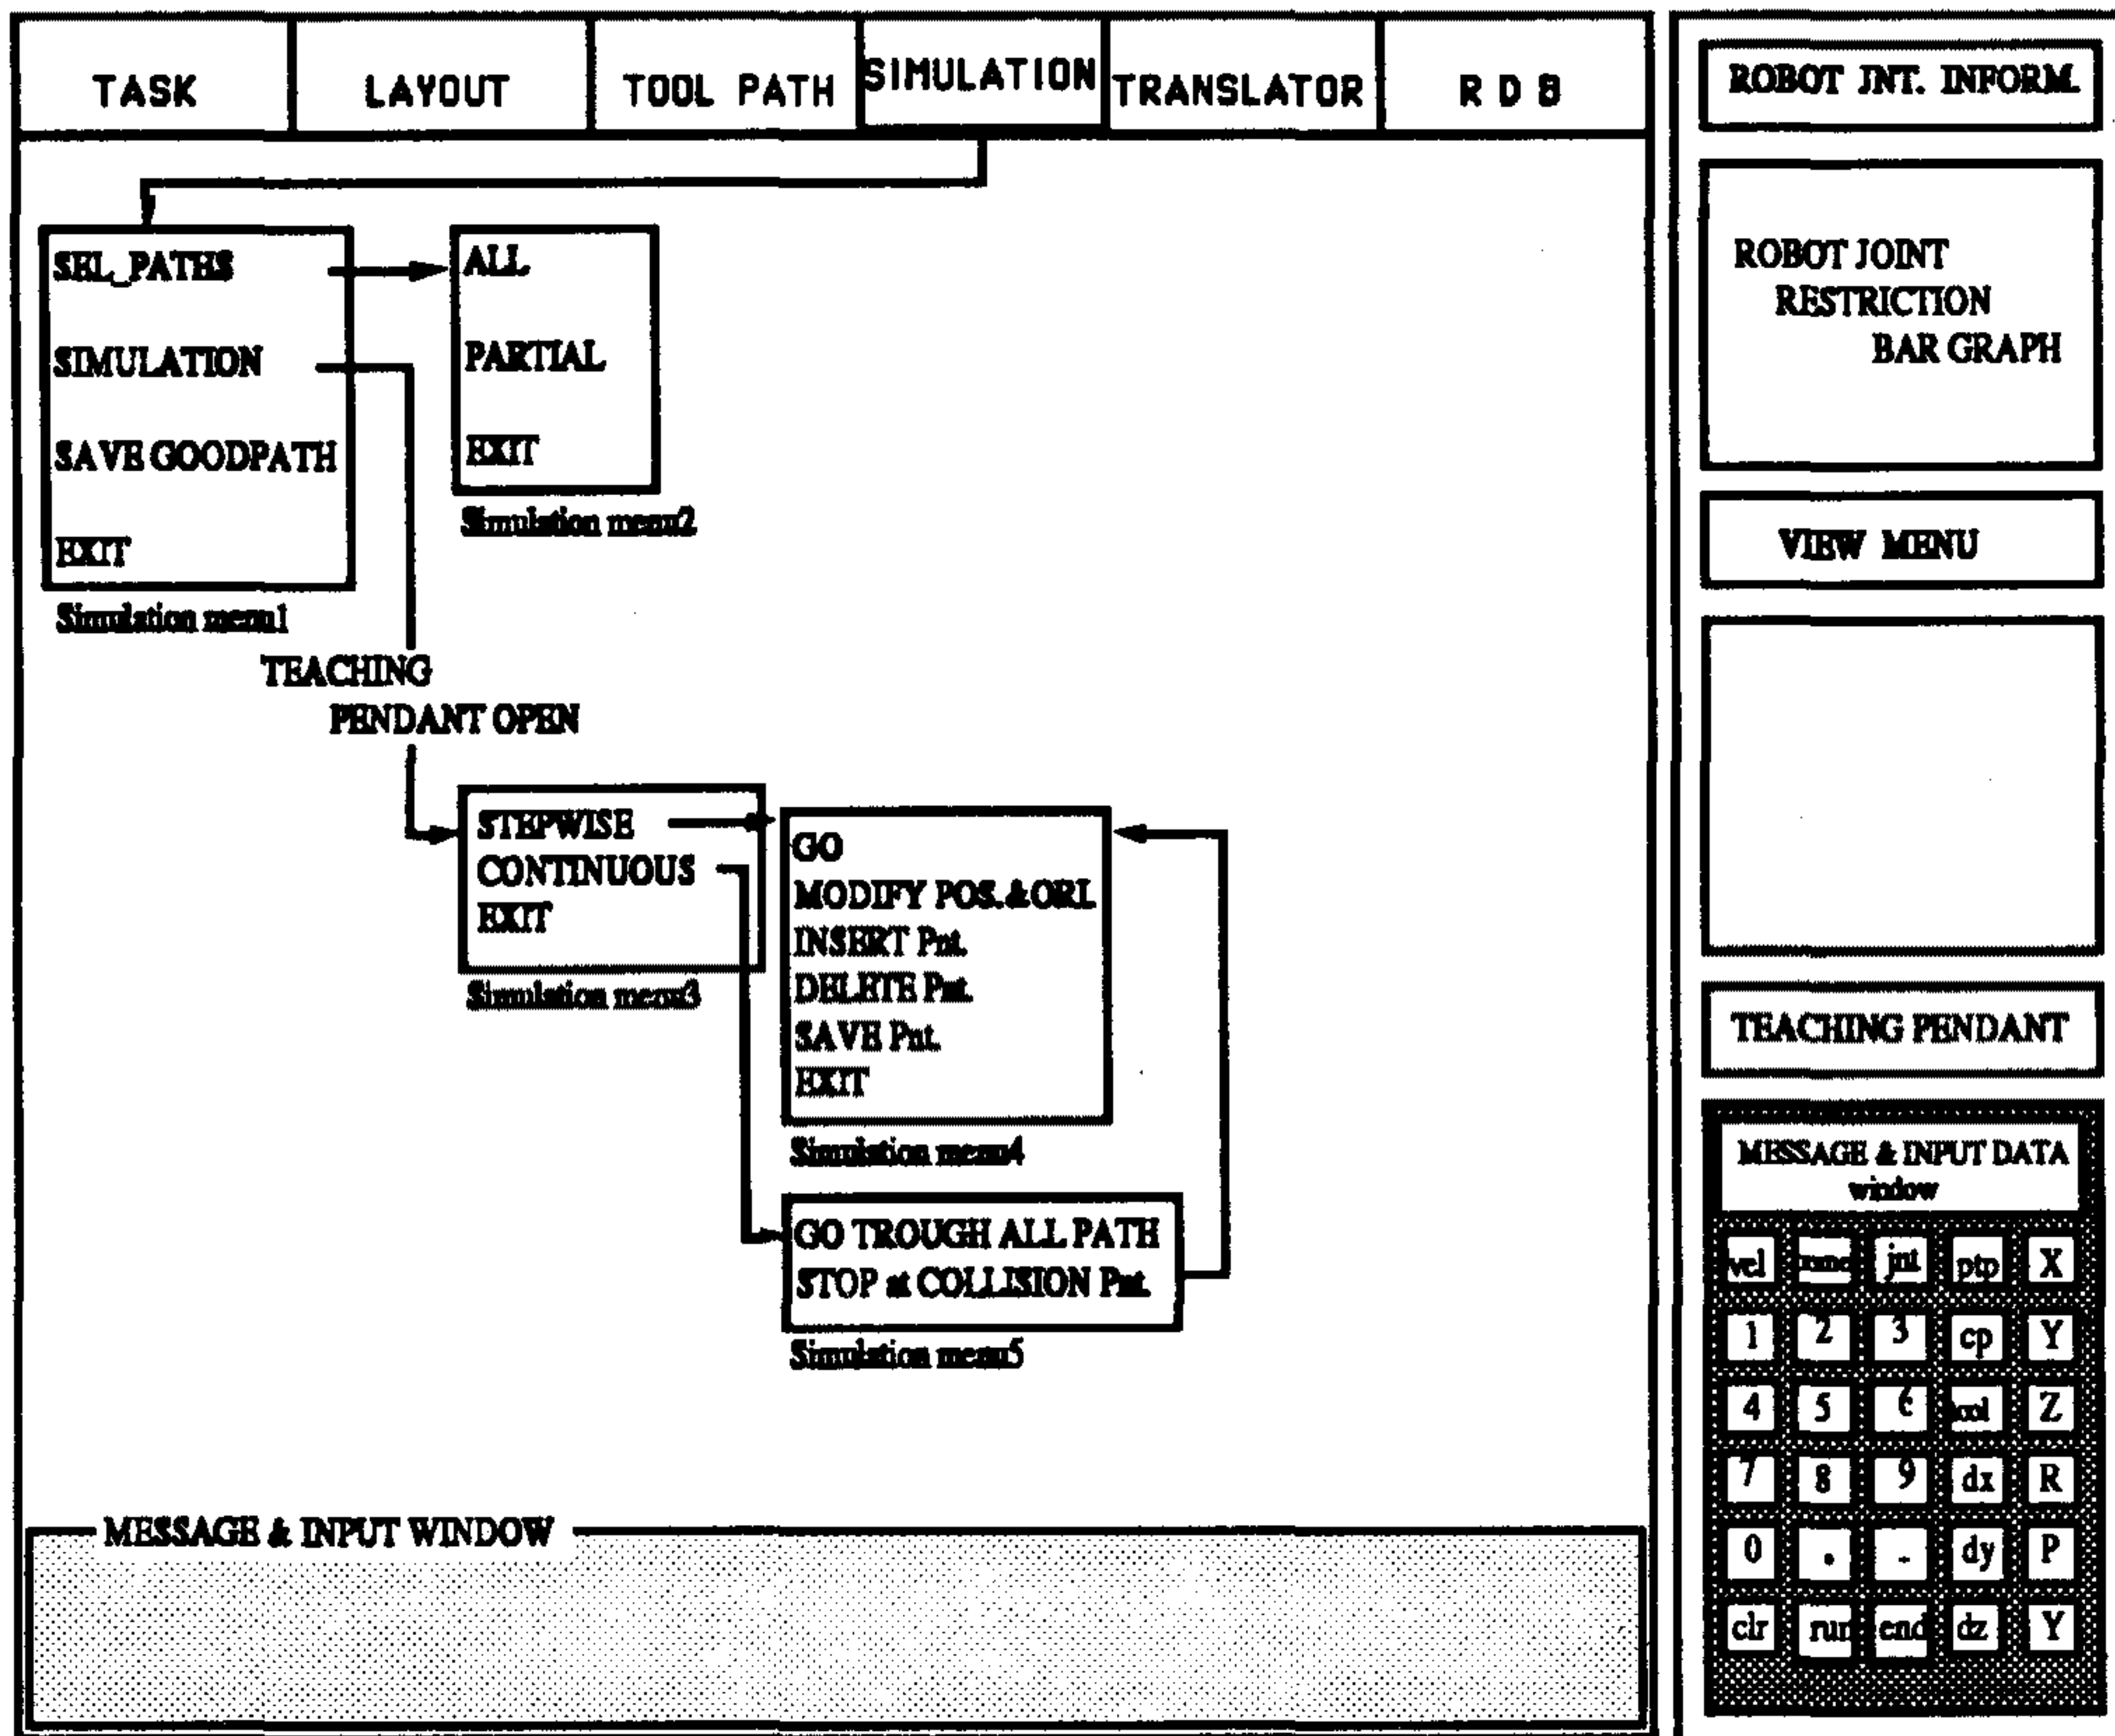 TASK
LAYOUT
TOOL PATH
SIMULATION
TRANSLATOR
R D B
SEL_PATHS
SIMULATION
SAVE GOODPATH
EXIT
Simulation menu1
ALL
PARTIAL
EXIT
Simulation menu2
TEACHING
PENDANT OPEN
STEPWISE
CONTINUOUS
EXIT
Simulation menu3
GO
MODIFY POS.&ORI.
INSERT Pnt.
DELETE Pnt.
SAVE Pnt.
EXIT
Simulation menu4
GO TROUGH ALL PATH
STOP at COLLISION Pnt.
Simulation menu5
MESSAGE & INPUT WINDOW
ROBOT JNT. INFORM.
ROBOT JOINT
RESTRICTION
BAR GRAPH
VIEW MENU
TEACHING PENDANT
MESSAGE & INPUT DATA
window
vel jnt ptp X
1 2 3 cp Y
4 5 6 Z
7 8 9 dx R
0 . - dy P
clr run end dz Y